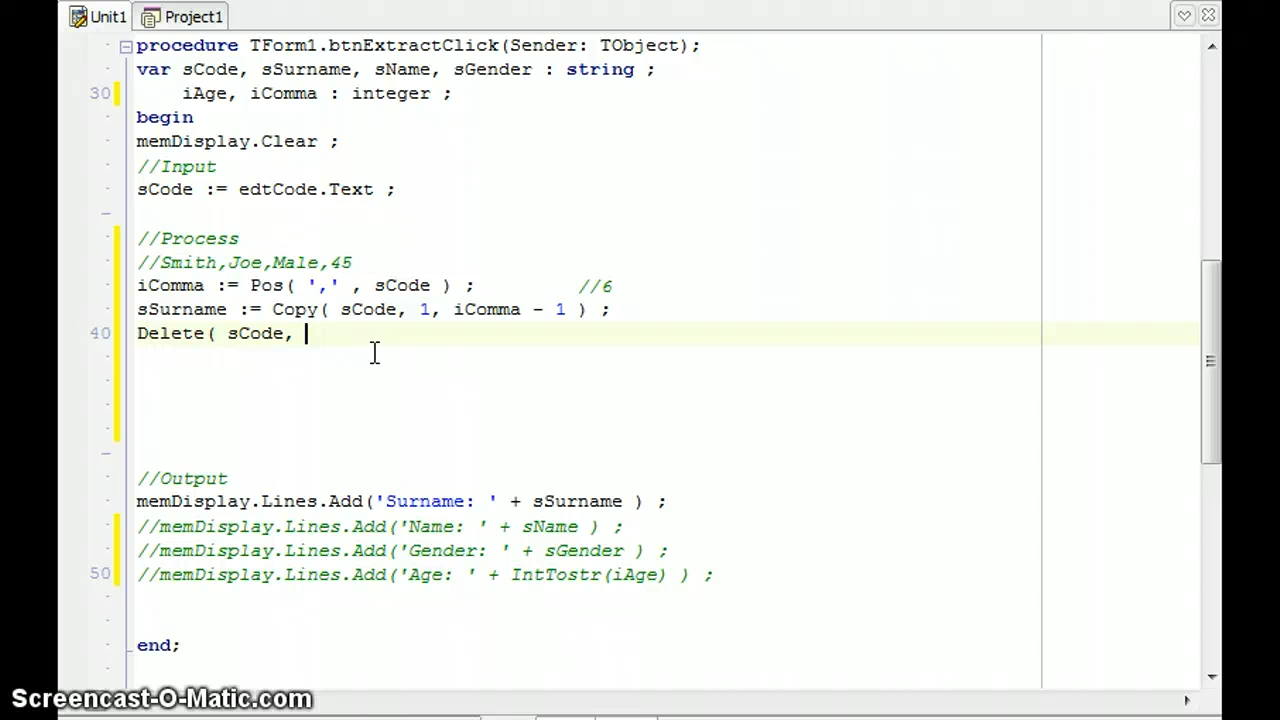 Unit1 Project1
procedure TForm1.btnExtractClick(Sender: TObject);
var sCode, sSurname, sName, sGender : string ;
30 iAge, iComma : integer ;
begin
memDisplay.Clear ;
//Input
sCode := edtCode.Text ;
//Process
//Smith,Joe,Male,45
iComma := Pos( ',' , sCode ) ; //6
sSurname := Copy( sCode, 1, iComma - 1 ) ;
40 Delete( sCode,
//Output
memDisplay.Lines.Add('Surname: ' + sSurname ) ;
//memDisplay.Lines.Add('Name: ' + sName ) ;
//memDisplay.Lines.Add('Gender: ' + sGender ) ;
50 //memDisplay.Lines.Add('Age: ' + IntTostr(iAge) ) ;
end;
Screencast-O-Matic.com